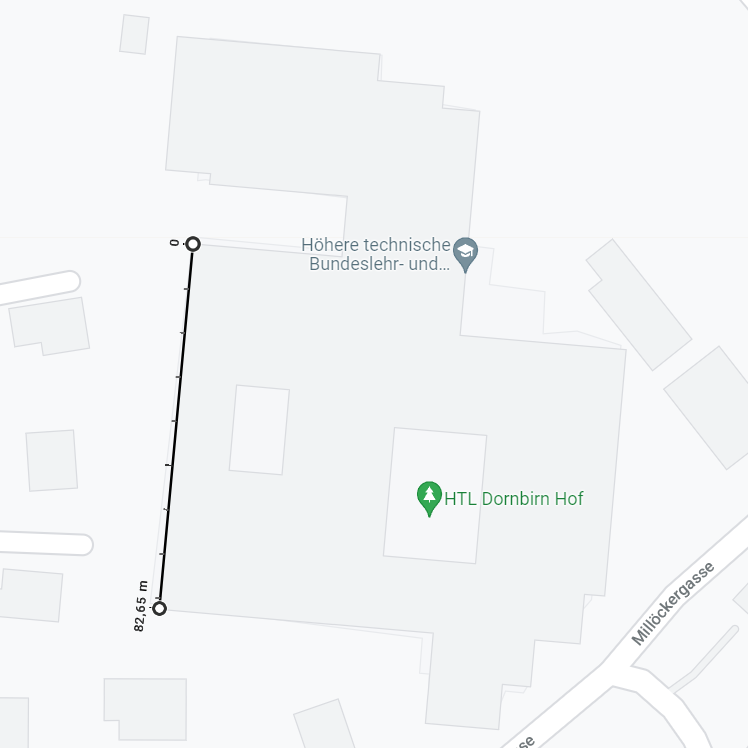 0
Höhere technische
Bundeslehr- und...
HTL Dornbirn Hof
82,65 m
Millöckergasse
se